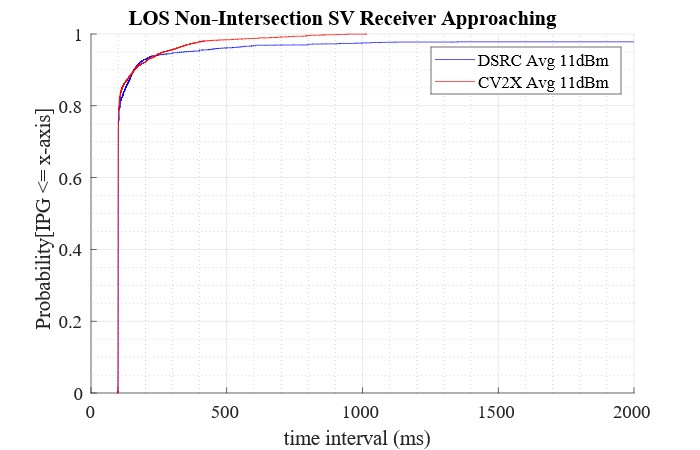 LOS Non-Intersection SV Receiver Approaching
DSRC Avg 11dBm
CV2X Avg 11dBm
Probability[IPG <= x-axis]
1
0.8
0.6
0.4
0.2
0
0 500 1000 1500 2000
time interval (ms)